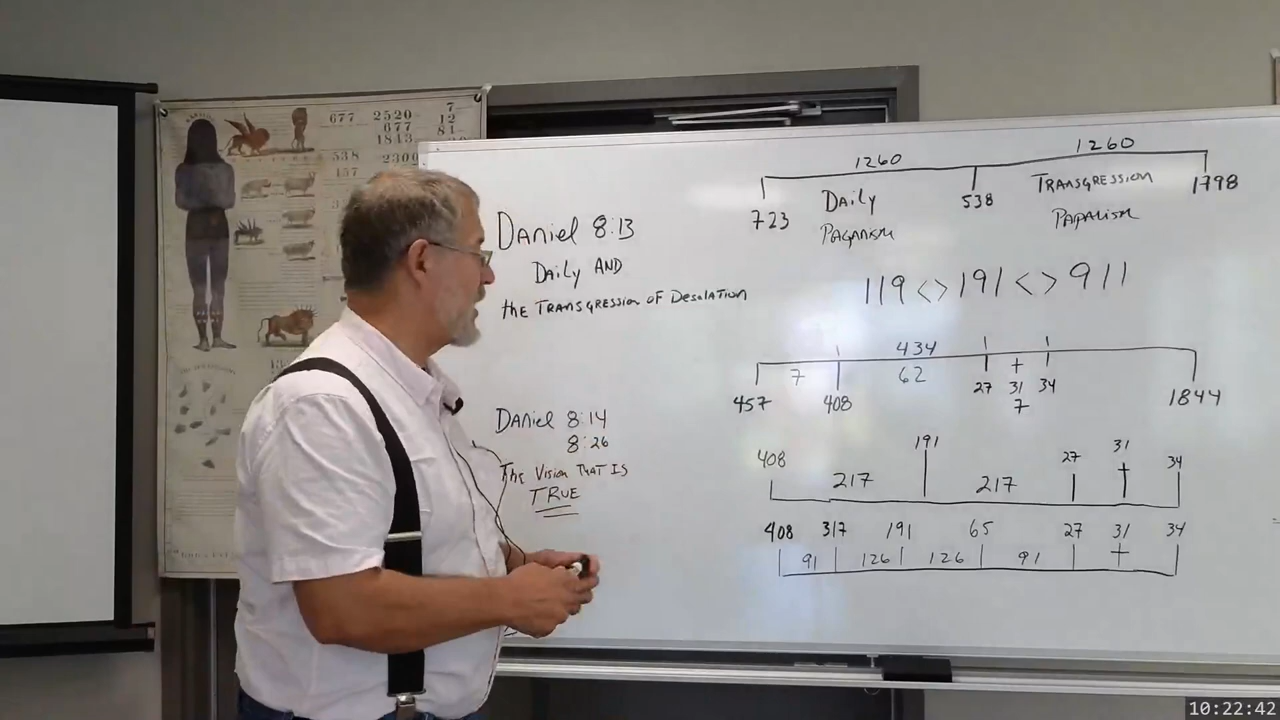 677 2520 7
677 12
1843 81
538 2300
157
Daniel 8:13
Daily AND
the TRANSGRESSION OF DESOLATION
Daniel 8:14
8:26
The Vision THAT IS
TRUE
1260 1260
723 Daily 538 TRANSGRESSION 1798
PAGANISM PAPALISM
119 <> 191 <> 911
434
7 62
457 408 27 31 34 1844
7
408 217 191 217 27 31 34
408 317 191 65 27 31 34
91 126 126 91
10:22:42